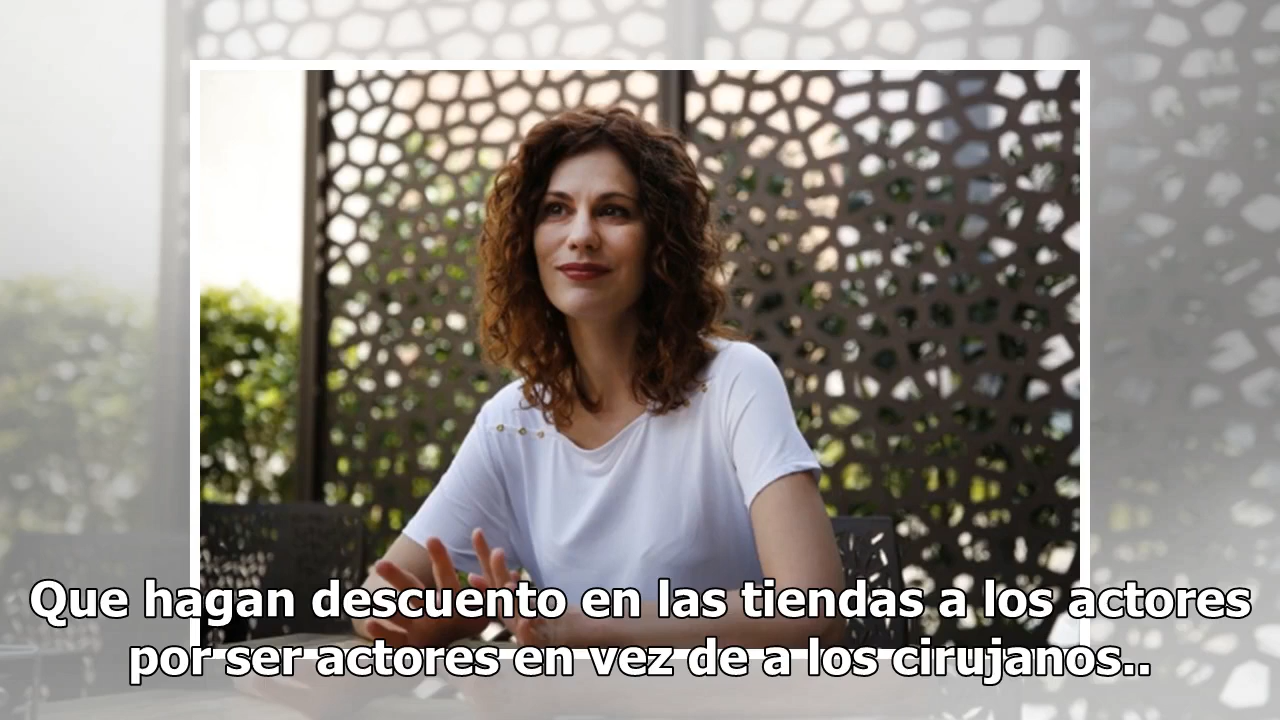 Que hagan descuento en las tiendas a los actores
por ser actores en vez de a los cirujanos..